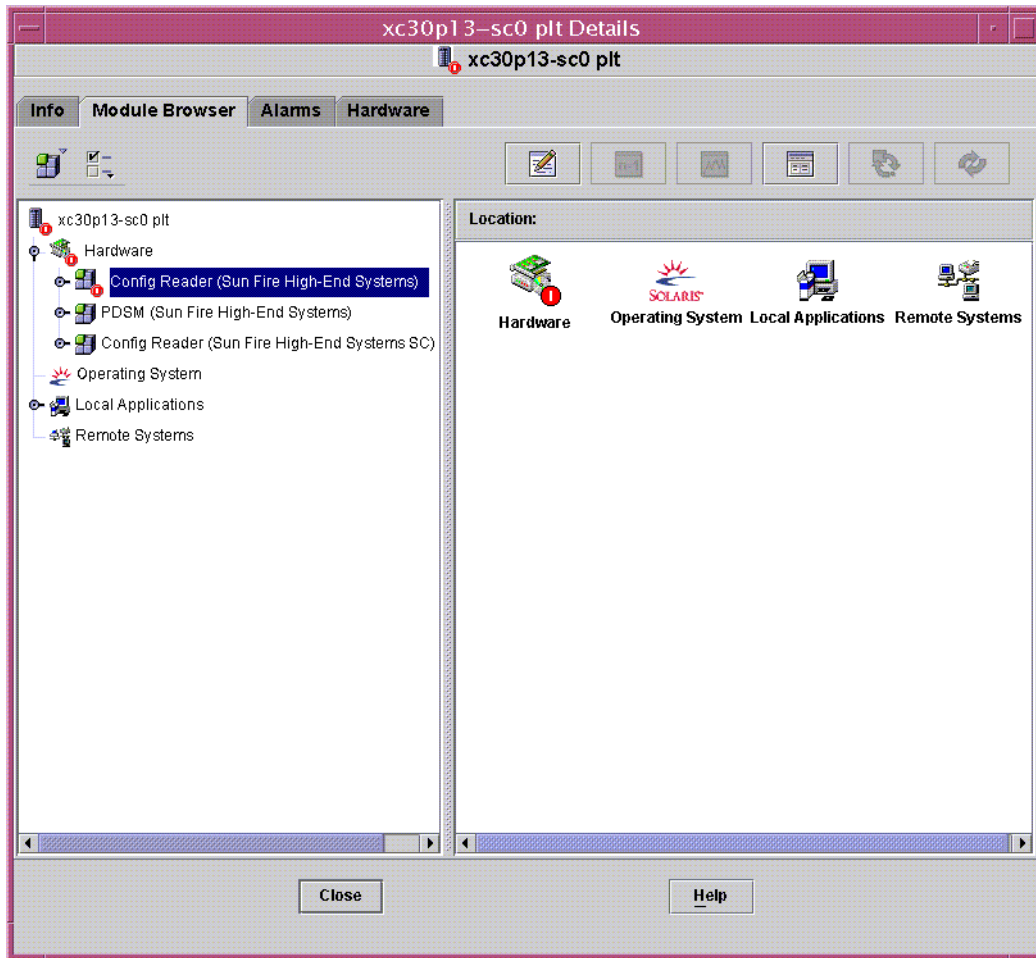 xc30p13-sc0 plt Details
xc30p13-sc0 plt
Info Module Browser Alarms Hardware
xc30p13-sc0 plt
Hardware
Config Reader (Sun Fire High-End Systems)
PDSM (Sun Fire High-End Systems)
Config Reader (Sun Fire High-End Systems SC)
Operating System
Local Applications
Remote Systems
Location:
SOLARIS
Hardware Operating System Local Applications Remote Systems
Close Help